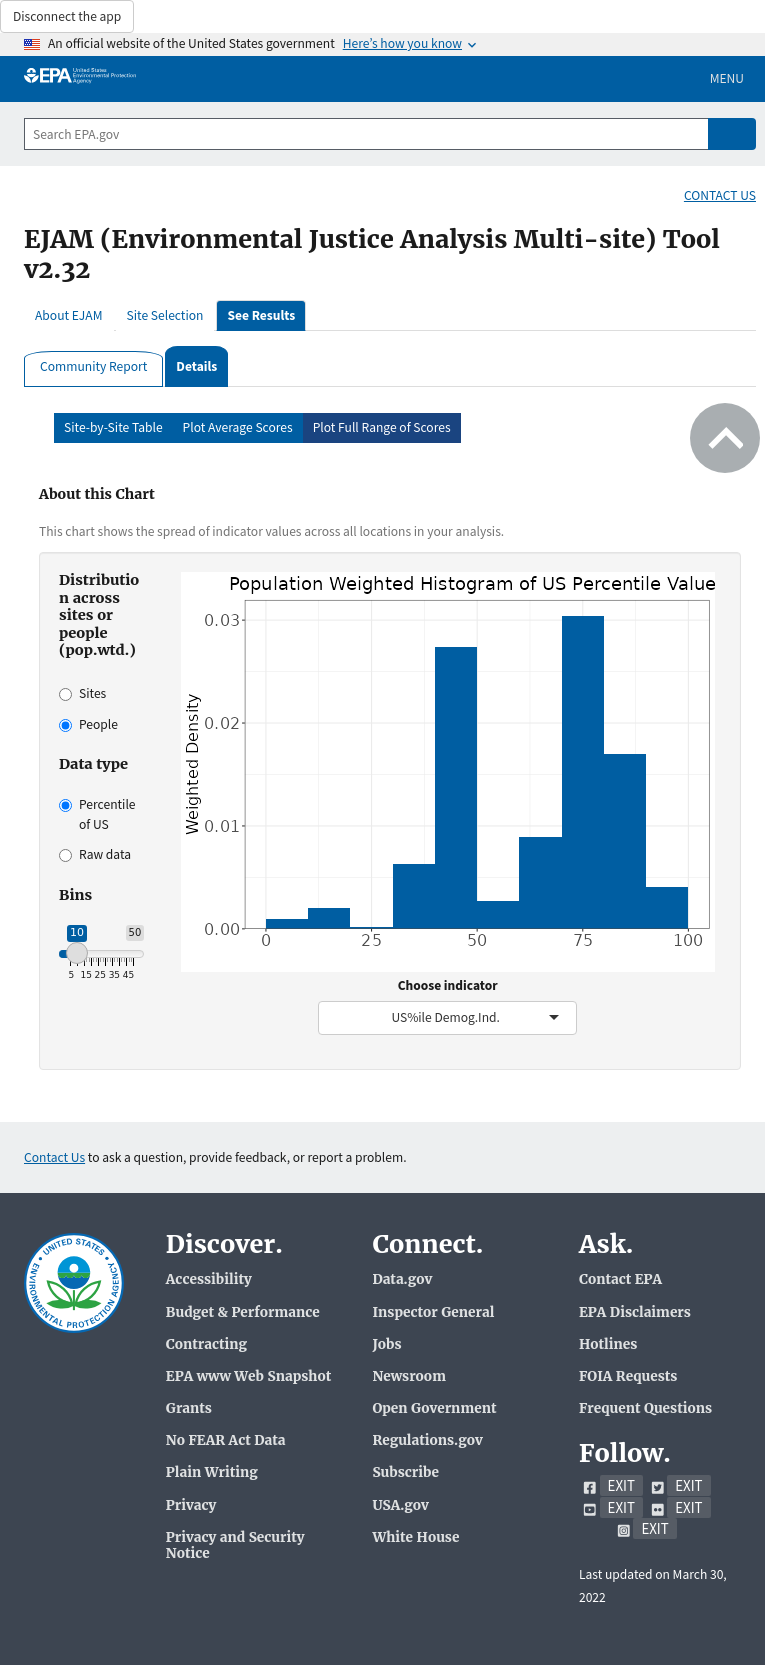 Disconnect the app
An official website of the United States government Here’s how you know
EPA United States Environmental Protection Agency
MENU
Search EPA.gov
CONTACT US
EJAM (Environmental Justice Analysis Multi-site) Tool
v2.32
About EJAM Site Selection See Results
Community Report Details
Site-by-Site Table Plot Average Scores Plot Full Range of Scores
About this Chart
This chart shows the spread of indicator values across all locations in your analysis.
Distributio
n across
sites or
people
(pop.wtd.)
Sites
People
Data type
Percentile
of US
Raw data
Bins
10 50
5 15 25 35 45
Population Weighted Histogram of US Percentile Value
Weighted Density
0.03
0.02
0.01
0.00
0 25 50 75 100
Choose indicator
US%ile Demog.Ind.
Contact Us to ask a question, provide feedback, or report a problem.
UNITED STATES
ENVIRONMENTAL PROTECTION AGENCY
Discover.
Accessibility
Budget & Performance
Contracting
EPA www Web Snapshot
Grants
No FEAR Act Data
Plain Writing
Privacy
Privacy and Security
Notice
Connect.
Data.gov
Inspector General
Jobs
Newsroom
Open Government
Regulations.gov
Subscribe
USA.gov
White House
Ask.
Contact EPA
EPA Disclaimers
Hotlines
FOIA Requests
Frequent Questions
Follow.
EXIT EXIT
EXIT EXIT
EXIT
Last updated on March 30,
2022